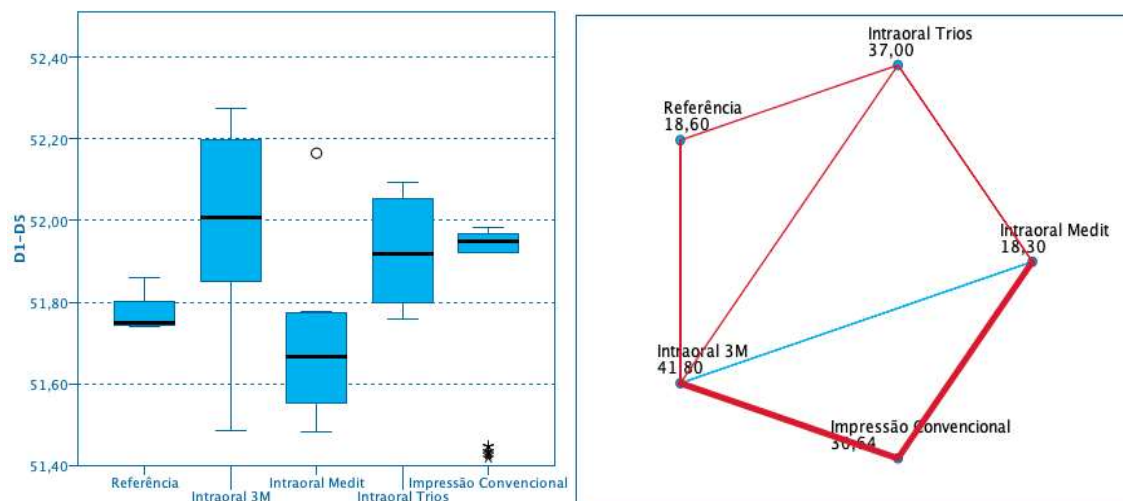 52,40
52,20
52,00
51,80
51,60
51,40
D1-D5
Referência
Intraoral 3M
Intraoral Medit
Intraoral Trios
Impressão Convencional
Intraoral Trios
37,00
Referência
18,60
Intraoral Medit
18,30
Intraoral 3M
41,80
Impressão Convencional
30,64